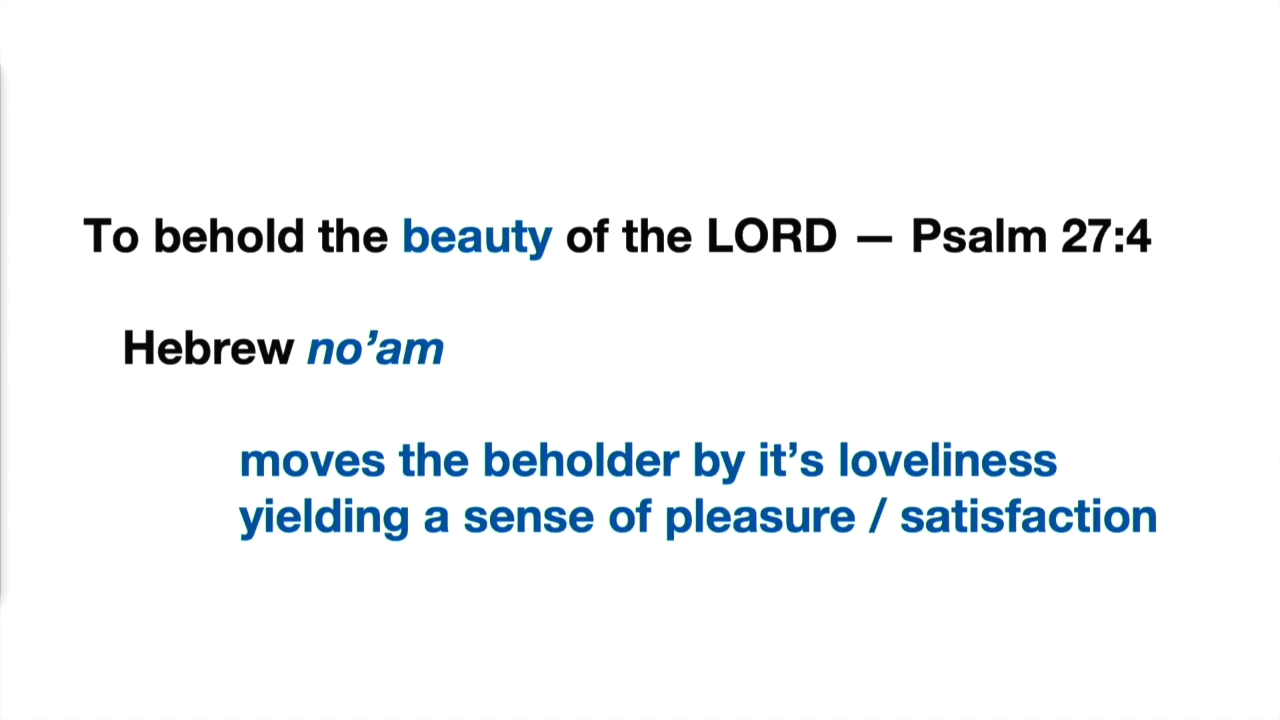 To behold the beauty of the LORD — Psalm 27:4
Hebrew no’am
moves the beholder by it’s loveliness
yielding a sense of pleasure / satisfaction